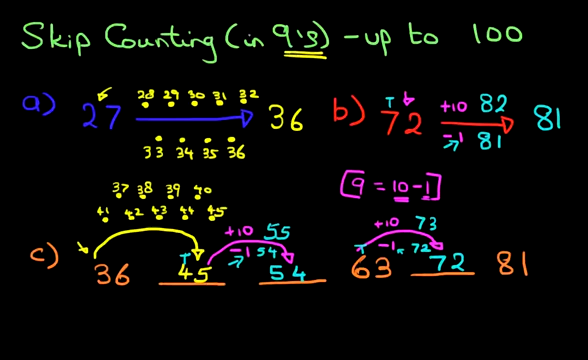 Skip Counting (in 9's) - up to 100
28 29 30 31 32
a) 27 36
33 34 35 36
b) 72 +10 82 81
T -1 81
[9 = 10 - 1]
37 38 39 40
41 42 43 44 45
+10 55
-1 54
+10 73
T -1 72
c) 36 45 54 63 72 81
T